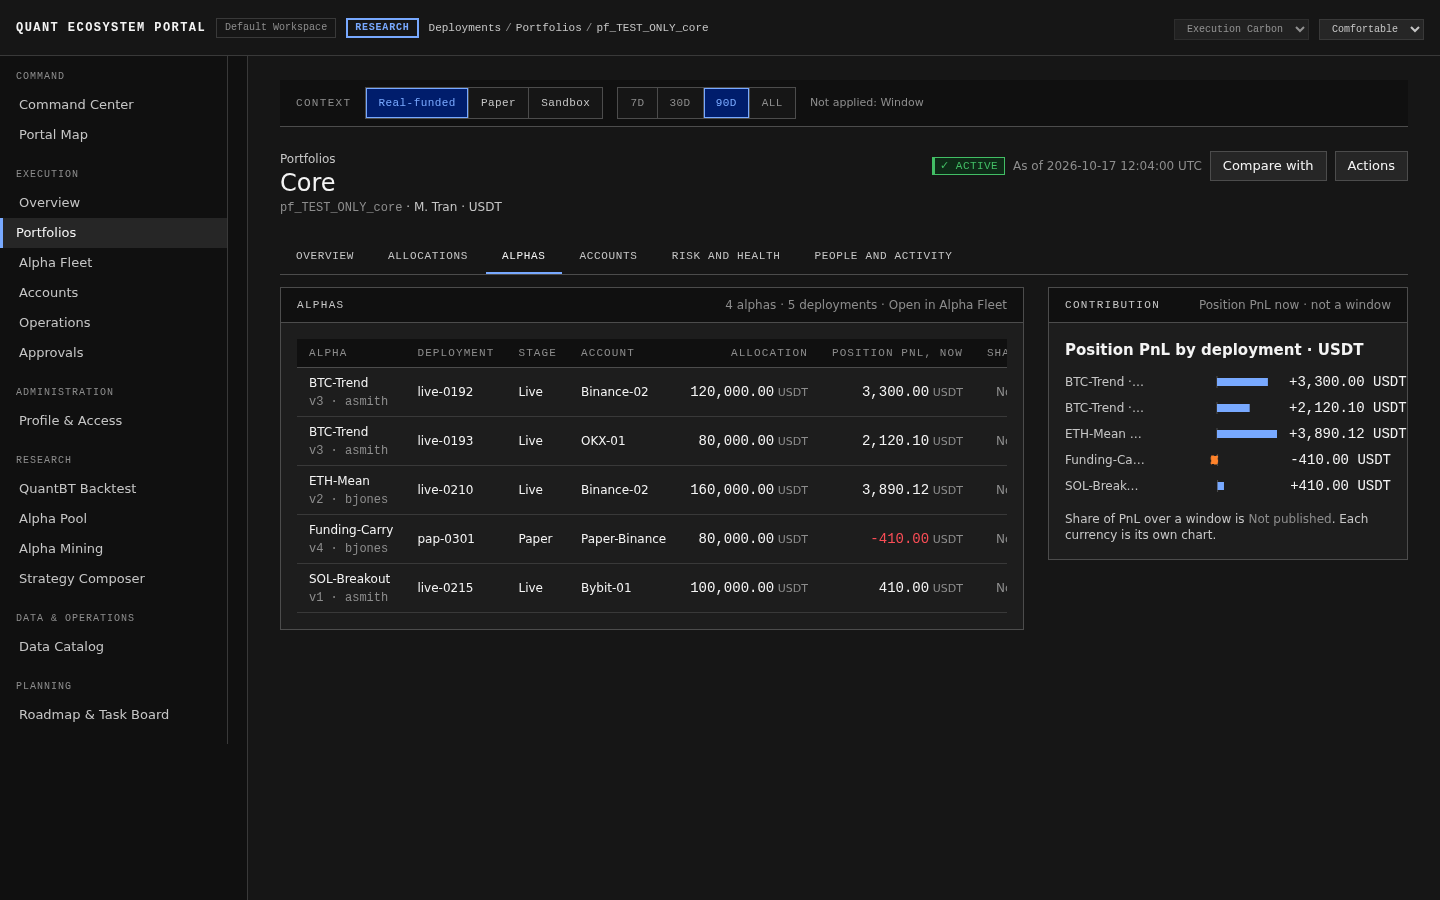 QUANT ECOSYSTEM PORTAL Default Workspace RESEARCH Deployments / Portfolios / pf_TEST_ONLY_core Execution Carbon Comfortable
COMMAND
Command Center
Portal Map
EXECUTION
Overview
Portfolios
Alpha Fleet
Accounts
Operations
Approvals
ADMINISTRATION
Profile & Access
RESEARCH
QuantBT Backtest
Alpha Pool
Alpha Mining
Strategy Composer
DATA & OPERATIONS
Data Catalog
PLANNING
Roadmap & Task Board
CONTEXT Real-funded Paper Sandbox 7D 30D 90D ALL Not applied: Window
Portfolios
Core
pf_TEST_ONLY_core · M. Tran · USDT
✓ ACTIVE As of 2026-10-17 12:04:00 UTC Compare with Actions
OVERVIEW ALLOCATIONS ALPHAS ACCOUNTS RISK AND HEALTH PEOPLE AND ACTIVITY
ALPHAS 4 alphas · 5 deployments · Open in Alpha Fleet
ALPHA DEPLOYMENT STAGE ACCOUNT ALLOCATION POSITION PNL, NOW SHA
BTC-Trend
v3 · asmith live-0192 Live Binance-02 120,000.00 USDT 3,300.00 USDT No
BTC-Trend
v3 · asmith live-0193 Live OKX-01 80,000.00 USDT 2,120.10 USDT No
ETH-Mean
v2 · bjones live-0210 Live Binance-02 160,000.00 USDT 3,890.12 USDT No
Funding-Carry
v4 · bjones pap-0301 Paper Paper-Binance 80,000.00 USDT -410.00 USDT No
SOL-Breakout
v1 · asmith live-0215 Live Bybit-01 100,000.00 USDT 410.00 USDT No
CONTRIBUTION Position PnL now · not a window
Position PnL by deployment · USDT
BTC-Trend ·… +3,300.00 USDT
BTC-Trend ·… +2,120.10 USDT
ETH-Mean … +3,890.12 USDT
Funding-Ca… -410.00 USDT
SOL-Break… +410.00 USDT
Share of PnL over a window is Not published. Each
currency is its own chart.